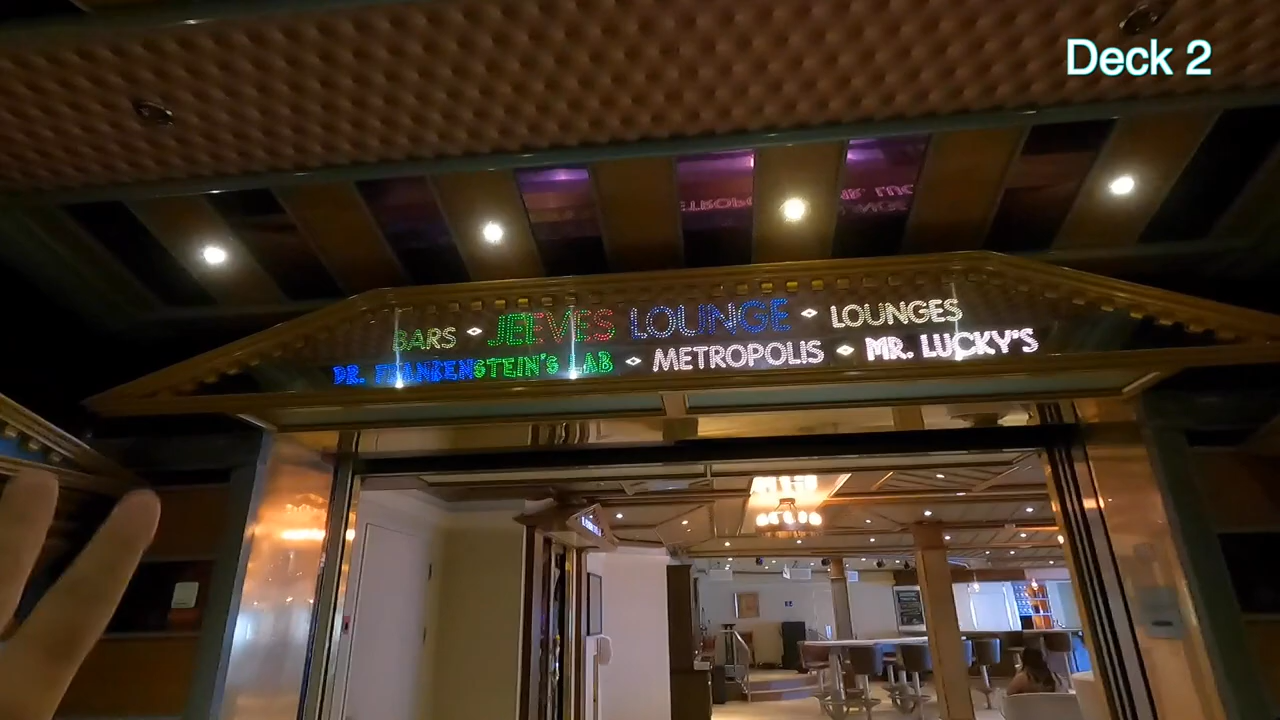 Deck 2
BARS JEEVES LOUNGE LOUNGES
DR. FRANKENSTEIN'S LAB METROPOLIS MR. LUCKY'S